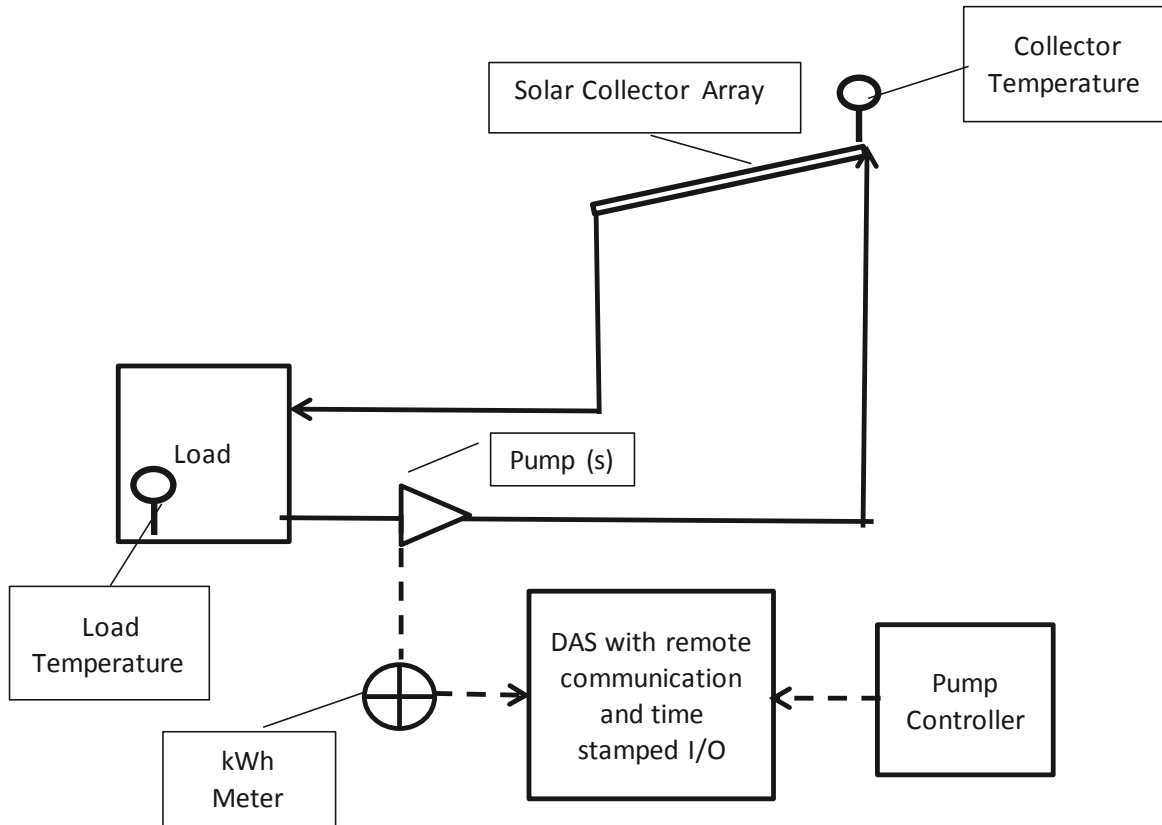 Collector
Temperature
Solar Collector Array
Load
Pump (s)
Load
Temperature
DAS with remote
communication
and time
stamped I/O
Pump
Controller
kWh
Meter